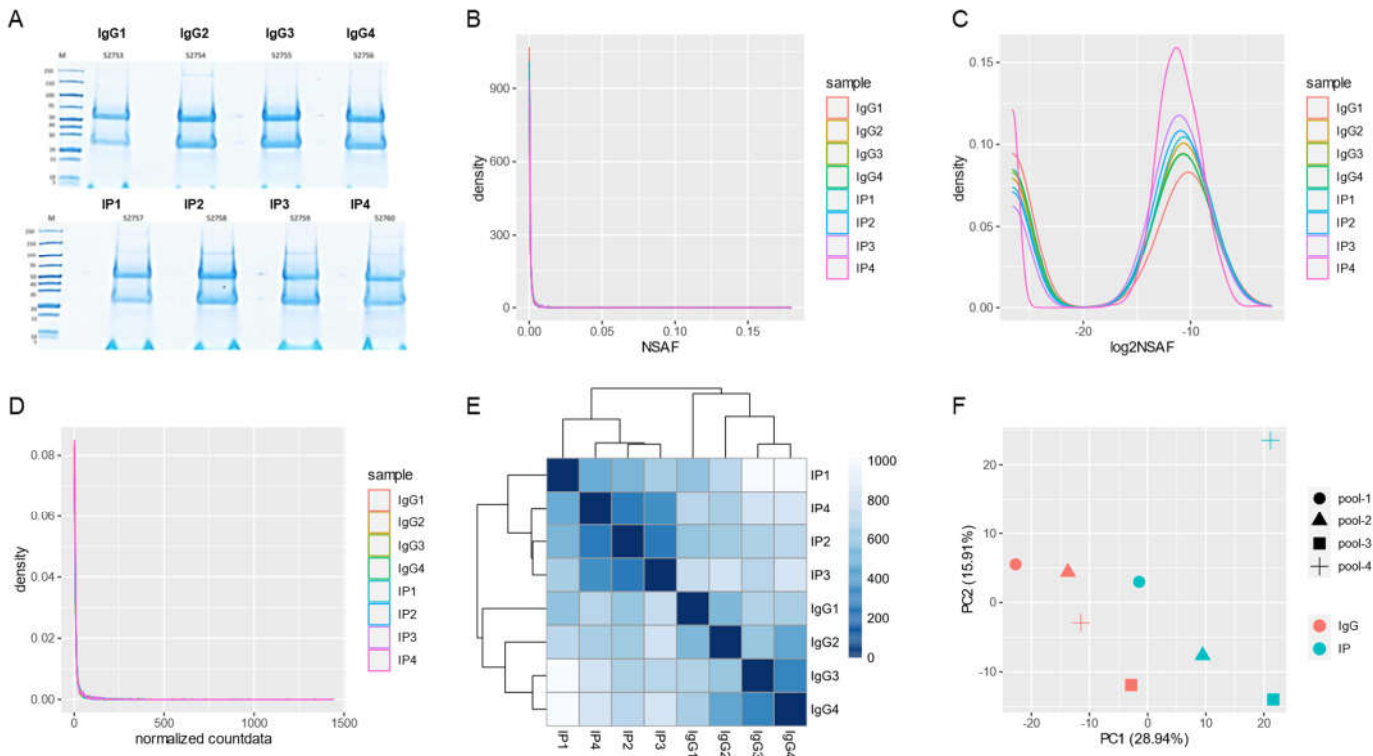 A
IgG1 IgG2 IgG3 IgG4
M 52753 52754 52755 52756
IP1 IP2 IP3 IP4
M 52757 52758 52759 52760
B
900
600
300
0
density
0.00 0.05 0.10 0.15
NSAF
sample
IgG1
IgG2
IgG3
IgG4
IP1
IP2
IP3
IP4
C
0.15
0.10
0.05
0.00
density
-20 -10
log2NSAF
sample
IgG1
IgG2
IgG3
IgG4
IP1
IP2
IP3
IP4
D
0.08
0.06
0.04
0.02
0.00
density
0 500 1000 1500
normalized countdata
sample
IgG1
IgG2
IgG3
IgG4
IP1
IP2
IP3
IP4
E
IP1
IP4
IP2
IP3
IgG1
IgG2
IgG3
IgG4
IP1 IP4 IP2 IP3 IgG1 IgG2 IgG3 IgG4
1000
800
600
400
200
0
F
20
10
0
-10
PC2 (15.91%)
-20 -10 0 10 20
PC1 (28.94%)
pool-1
pool-2
pool-3
pool-4
IgG
IP